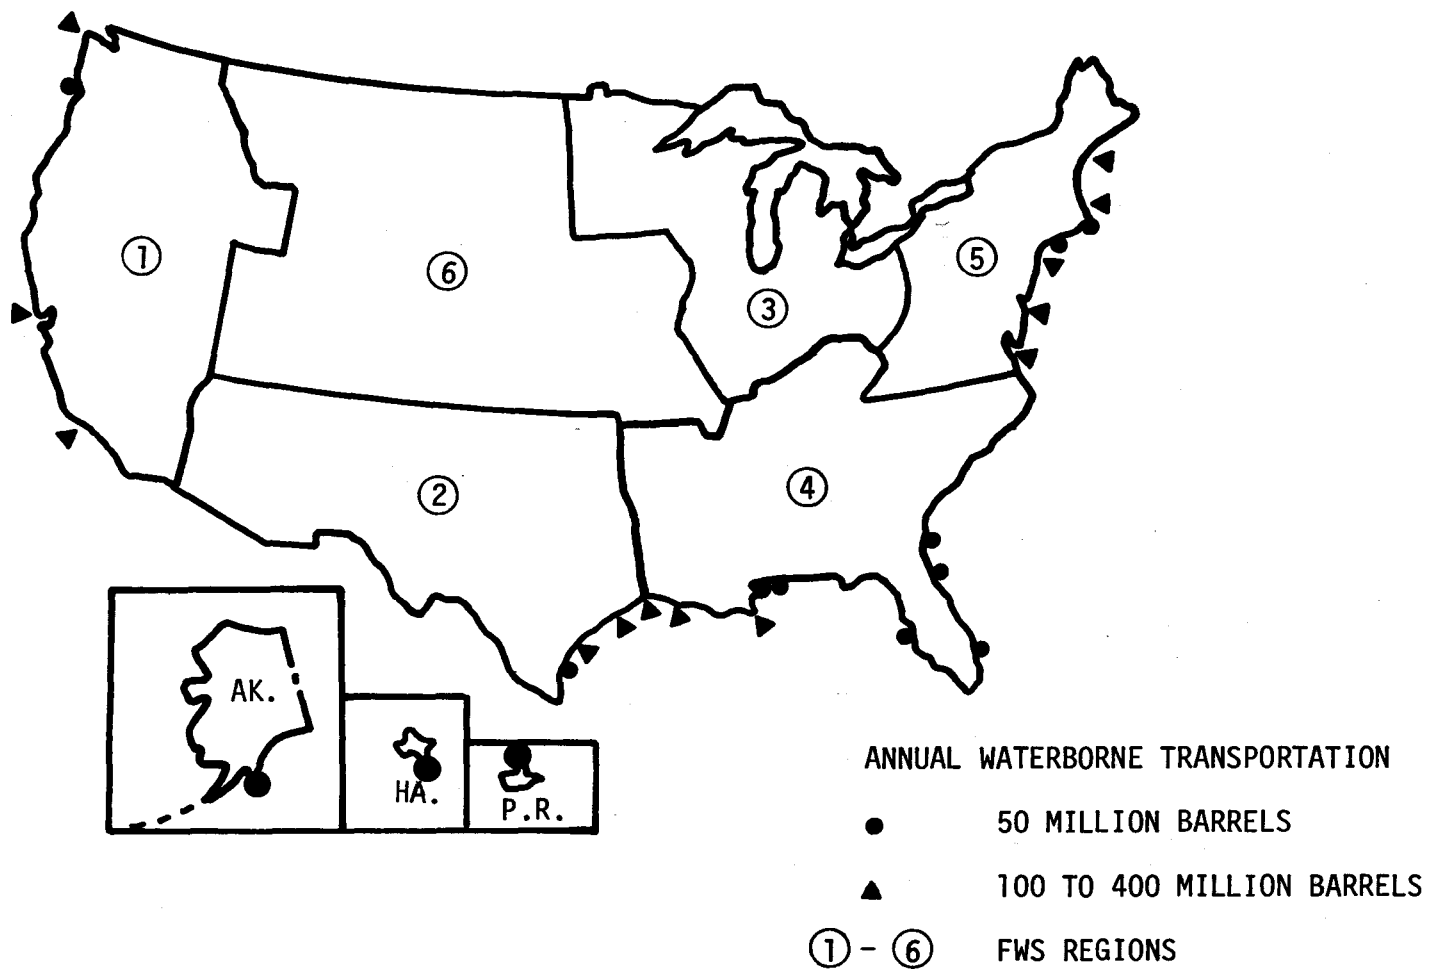 1
6
5
3
2
4
AK.
HA.
P.R.
ANNUAL WATERBORNE TRANSPORTATION
50 MILLION BARRELS
100 TO 400 MILLION BARRELS
1 - 6 FWS REGIONS